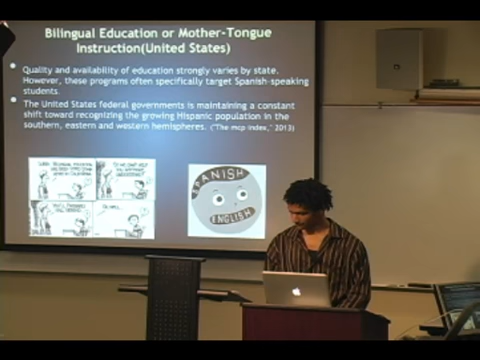 Bilingual Education or Mother-Tongue
Instruction(United States)
Quality and availability of education strongly varies by state.
However, these programs often specifically target Spanish-speaking
students.
The United States federal governments is maintaining a constant
shift toward recognizing the growing Hispanic population in the
southern, eastern and western hemispheres. ("The mcp index," 2013)
SPANISH
ENGLISH